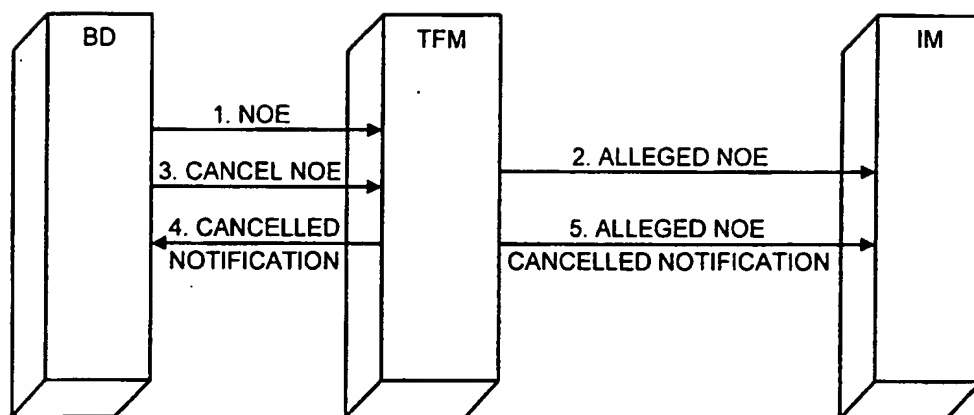 BD
TFM
IM
1. NOE
2. ALLEGED NOE
3. CANCEL NOE
4. CANCELLED
NOTIFICATION
5. ALLEGED NOE
CANCELLED NOTIFICATION